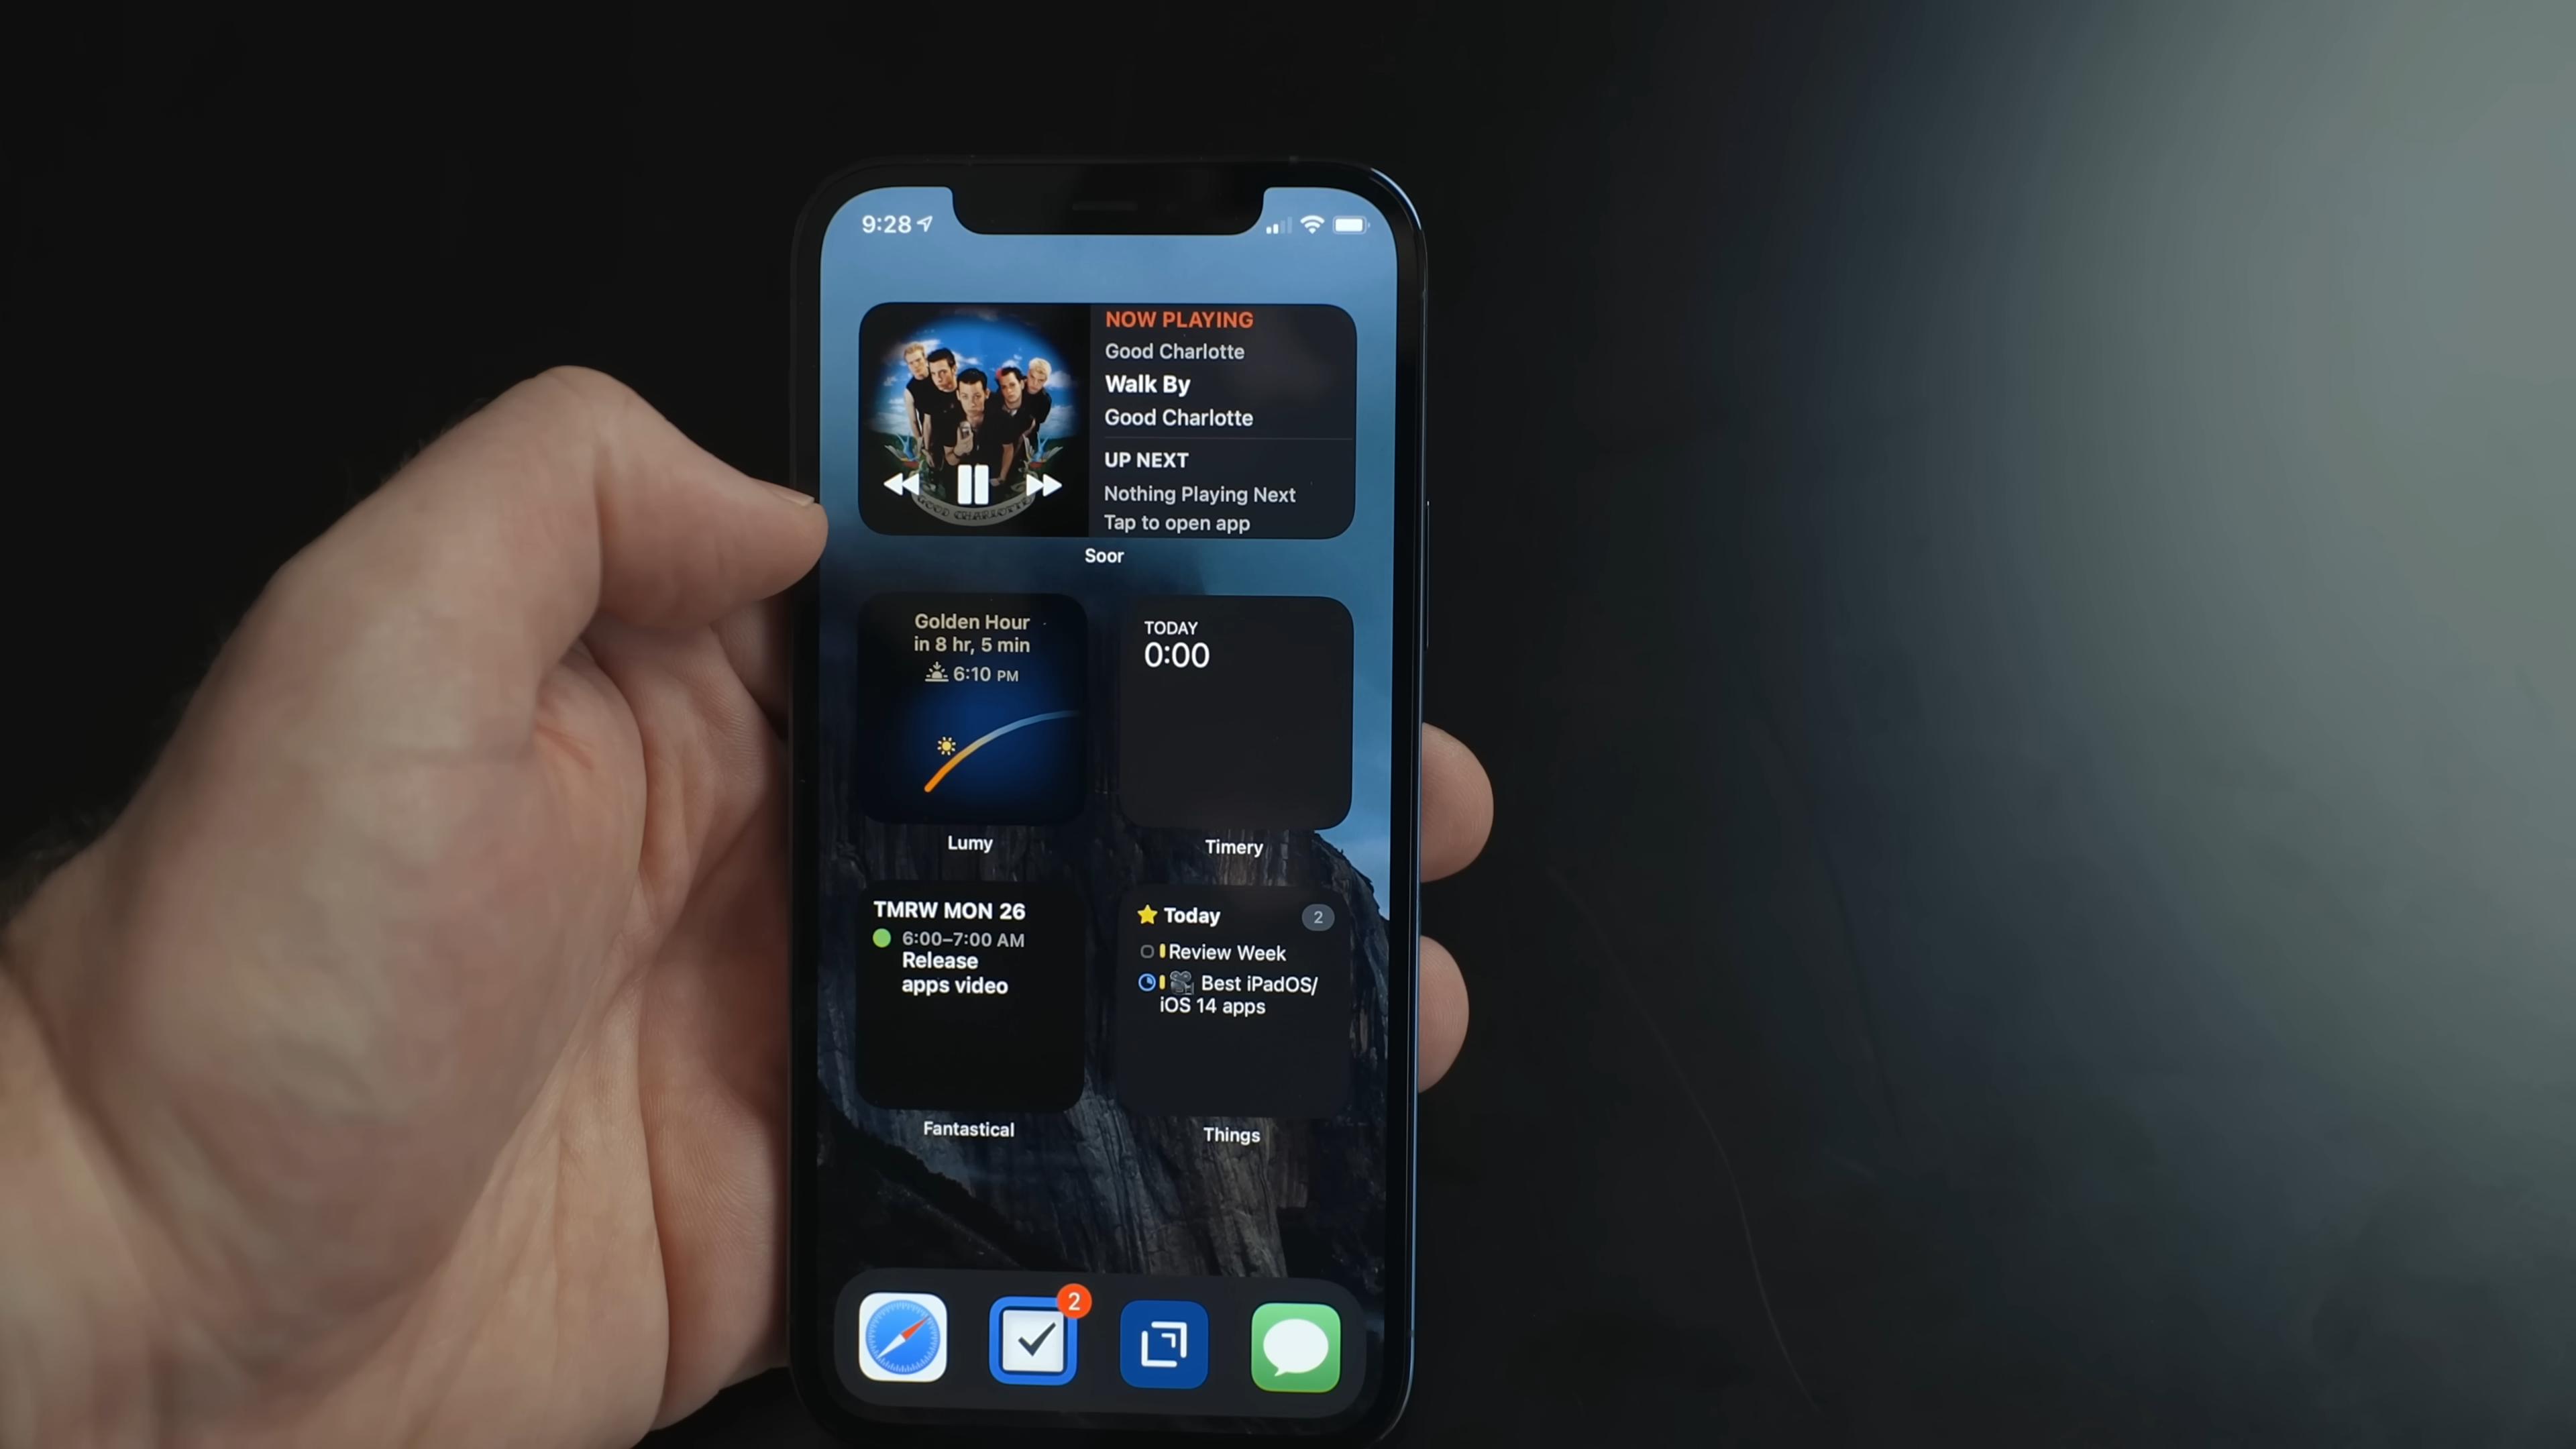 9:28
NOW PLAYING
Good Charlotte
Walk By
Good Charlotte
UP NEXT
Nothing Playing Next
Tap to open app
GOOD CHARLOTTE
Soor
Golden Hour
in 8 hr, 5 min
6:10 PM
Lumy
TODAY
0:00
Timery
TMRW MON 26
6:00–7:00 AM
Release
apps video
Fantastical
Today 2
Review Week
Best iPadOS/
iOS 14 apps
Things
2